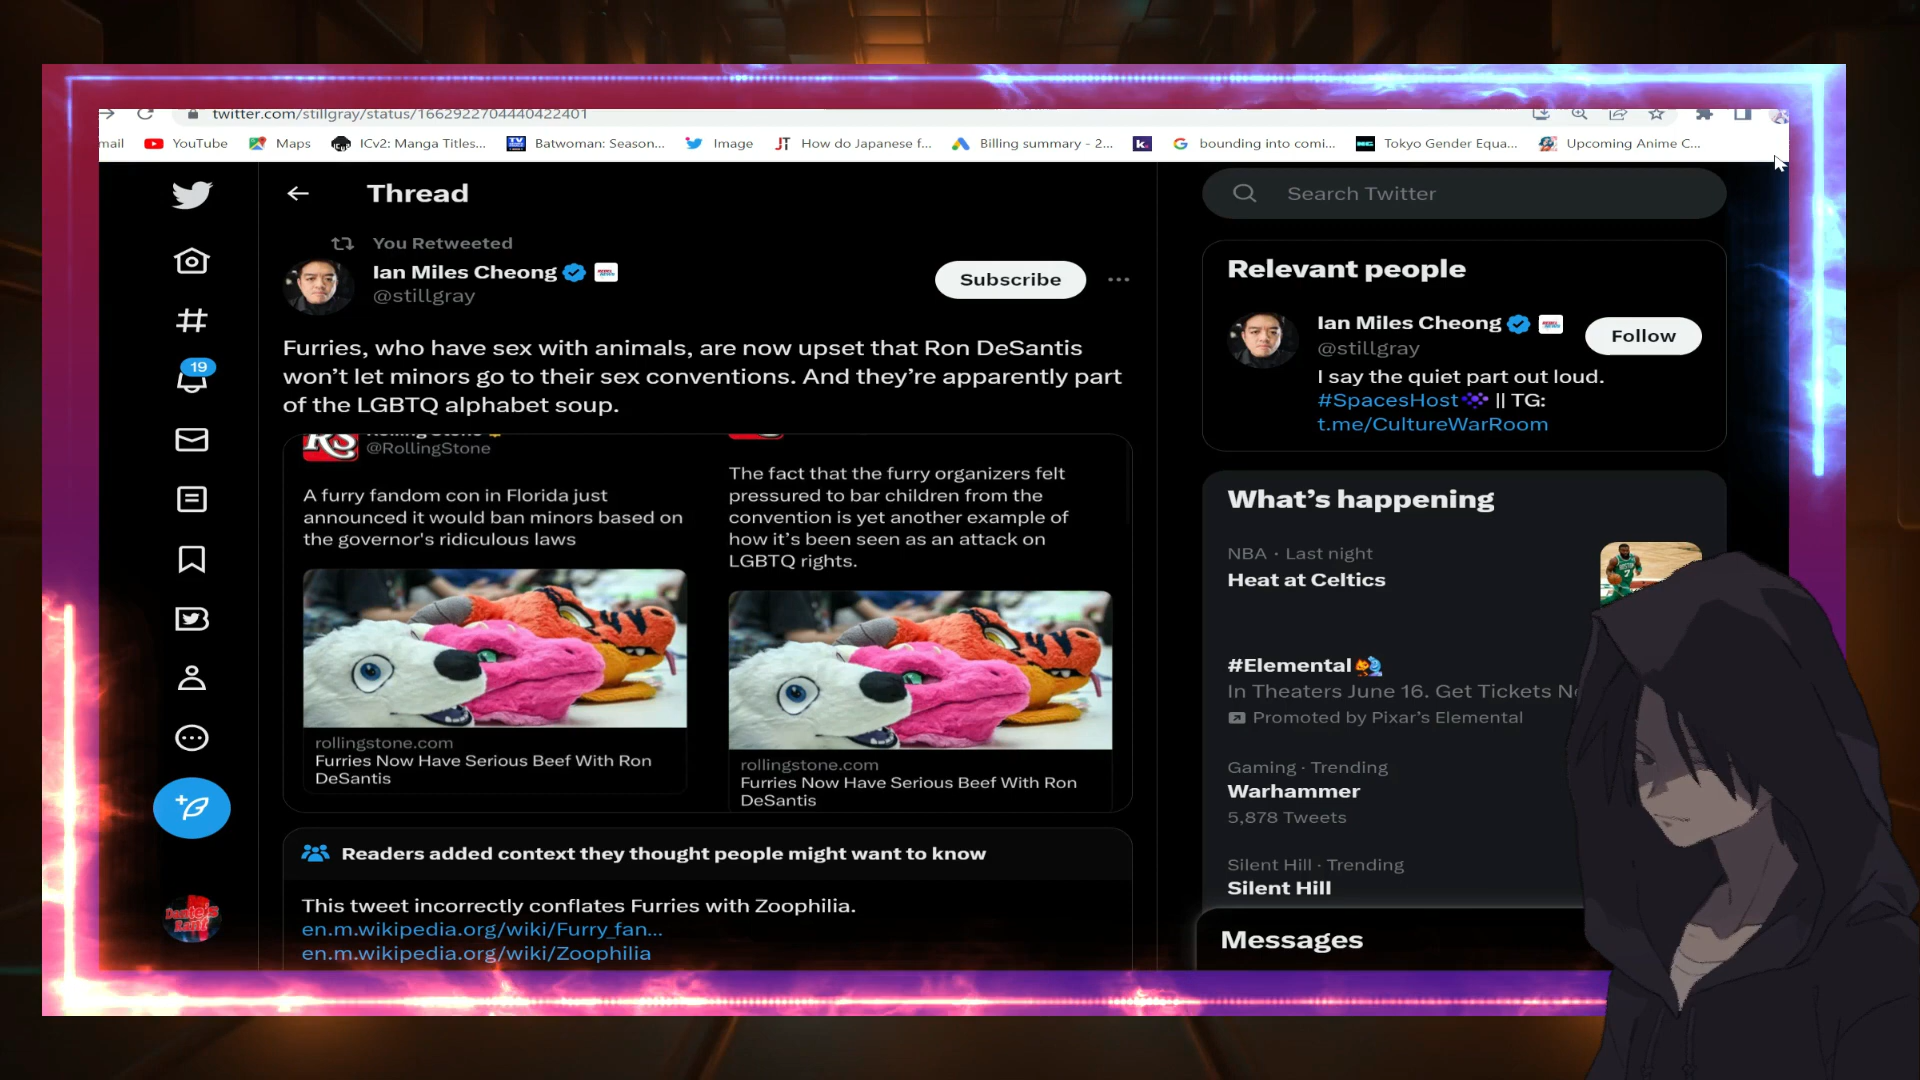 twitter.com/stillgray/status/1662922704440422401
mail YouTube Maps ICv2: Manga Titles... Batwoman: Season... Image How do Japanese f... Billing summary - 2... bounding into comi... Tokyo Gender Equa... Upcoming Anime C...
Thread
You Retweeted
Ian Miles Cheong
@stillgray
Subscribe
Furries, who have sex with animals, are now upset that Ron DeSantis
won’t let minors go to their sex conventions. And they’re apparently part
of the LGBTQ alphabet soup.
RS Rolling Stone
@RollingStone
A furry fandom con in Florida just
announced it would ban minors based on
the governor's ridiculous laws
rollingstone.com
Furries Now Have Serious Beef With Ron
DeSantis
The fact that the furry organizers felt
pressured to bar children from the
convention is yet another example of
how it’s been seen as an attack on
LGBTQ rights.
rollingstone.com
Furries Now Have Serious Beef With Ron
DeSantis
Readers added context they thought people might want to know
This tweet incorrectly conflates Furries with Zoophilia.
en.m.wikipedia.org/wiki/Furry_fan...
en.m.wikipedia.org/wiki/Zoophilia
19
Search Twitter
Relevant people
Ian Miles Cheong
@stillgray
Follow
I say the quiet part out loud.
#SpacesHost || TG:
t.me/CultureWarRoom
What’s happening
NBA · Last night
Heat at Celtics
#Elemental
In Theaters June 16. Get Tickets
Promoted by Pixar’s Elemental
Gaming · Trending
Warhammer
5,878 Tweets
Silent Hill · Trending
Silent Hill
Messages